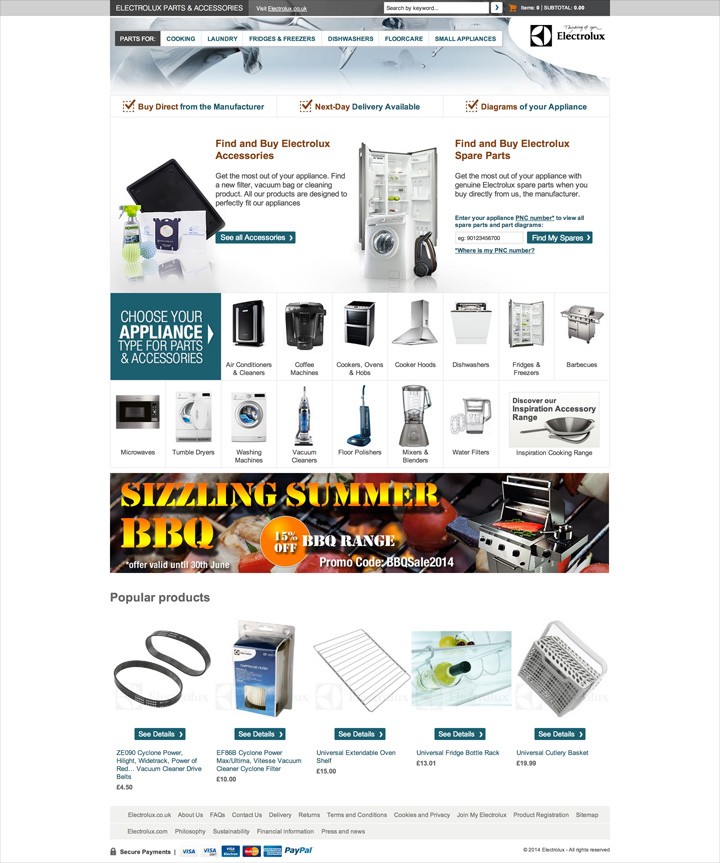 ELECTROLUX PARTS & ACCESSORIES
Visit Electrolux.co.uk
Search by keyword...
Items: 0 | SUBTOTAL: 0.00
Thinking of you
Electrolux
PARTS FOR:
COOKING
LAUNDRY
FRIDGES & FREEZERS
DISHWASHERS
FLOORCARE
SMALL APPLIANCES
Buy Direct from the Manufacturer
Next-Day Delivery Available
Diagrams of your Appliance
Find and Buy Electrolux
Accessories
Get the most out of your appliance. Find
a new filter, vacuum bag or cleaning
product. All our products are designed to
perfectly fit our appliances
See all Accessories
Find and Buy Electrolux
Spare Parts
Get the most out of your appliance with
genuine Electrolux spare parts when you
buy directly from us, the manufacturer.
Enter your appliance PNC number* to view all
spare parts and part diagrams:
eg: 90123456700
Find My Spares
*Where is my PNC number?
CHOOSE YOUR
APPLIANCE
TYPE FOR PARTS
& ACCESSORIES
Air Conditioners
& Cleaners
Coffee
Machines
Cookers, Ovens
& Hobs
Cooker Hoods
Dishwashers
Fridges &
Freezers
Barbecues
Microwaves
Tumble Dryers
Washing
Machines
Vacuum
Cleaners
Floor Polishers
Mixers &
Blenders
Water Filters
Discover our
Inspiration Accessory
Range
Inspiration Cooking Range
SIZZLING SUMMER
BBQ
15%
OFF
BBQ RANGE
*offer valid until 30th June
Promo Code: BBQSale2014
Popular products
See Details
See Details
See Details
See Details
See Details
ZE090 Cyclone Power,
Hilight, Widetrack, Power of
Red... Vacuum Cleaner Drive
Belts
£4.50
EF86B Cyclone Power
Max/Ultima, Vitesse Vacuum
Cleaner Cyclone Filter
£10.00
Universal Extendable Oven
Shelf
£15.00
Universal Fridge Bottle Rack
£13.01
Universal Cutlery Basket
£19.99
Electrolux.co.uk
About Us
FAQs
Contact Us
Delivery
Returns
Terms and Conditions
Cookies and Privacy
Join My Electrolux
Product Registration
Sitemap
Electrolux.com
Philosophy
Sustainability
Financial information
Press and news
Secure Payments |
VISA
VISA
VISA
MasterCard
PayPal
© 2014 Electrolux - All rights reserved